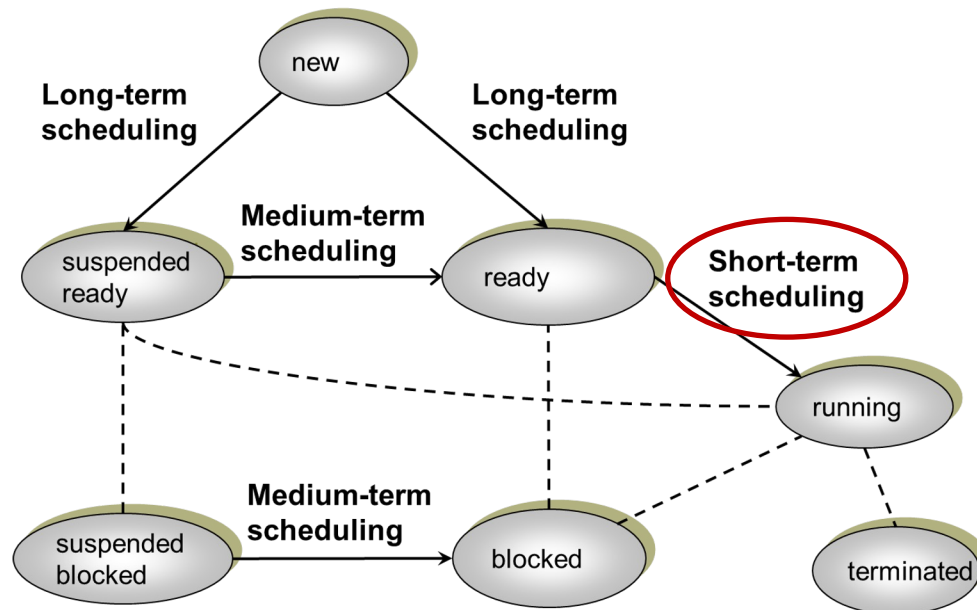 new
Long-term
scheduling
Long-term
scheduling
Medium-term
scheduling
suspended
ready
ready
Short-term
scheduling
running
Medium-term
scheduling
suspended
blocked
blocked
terminated